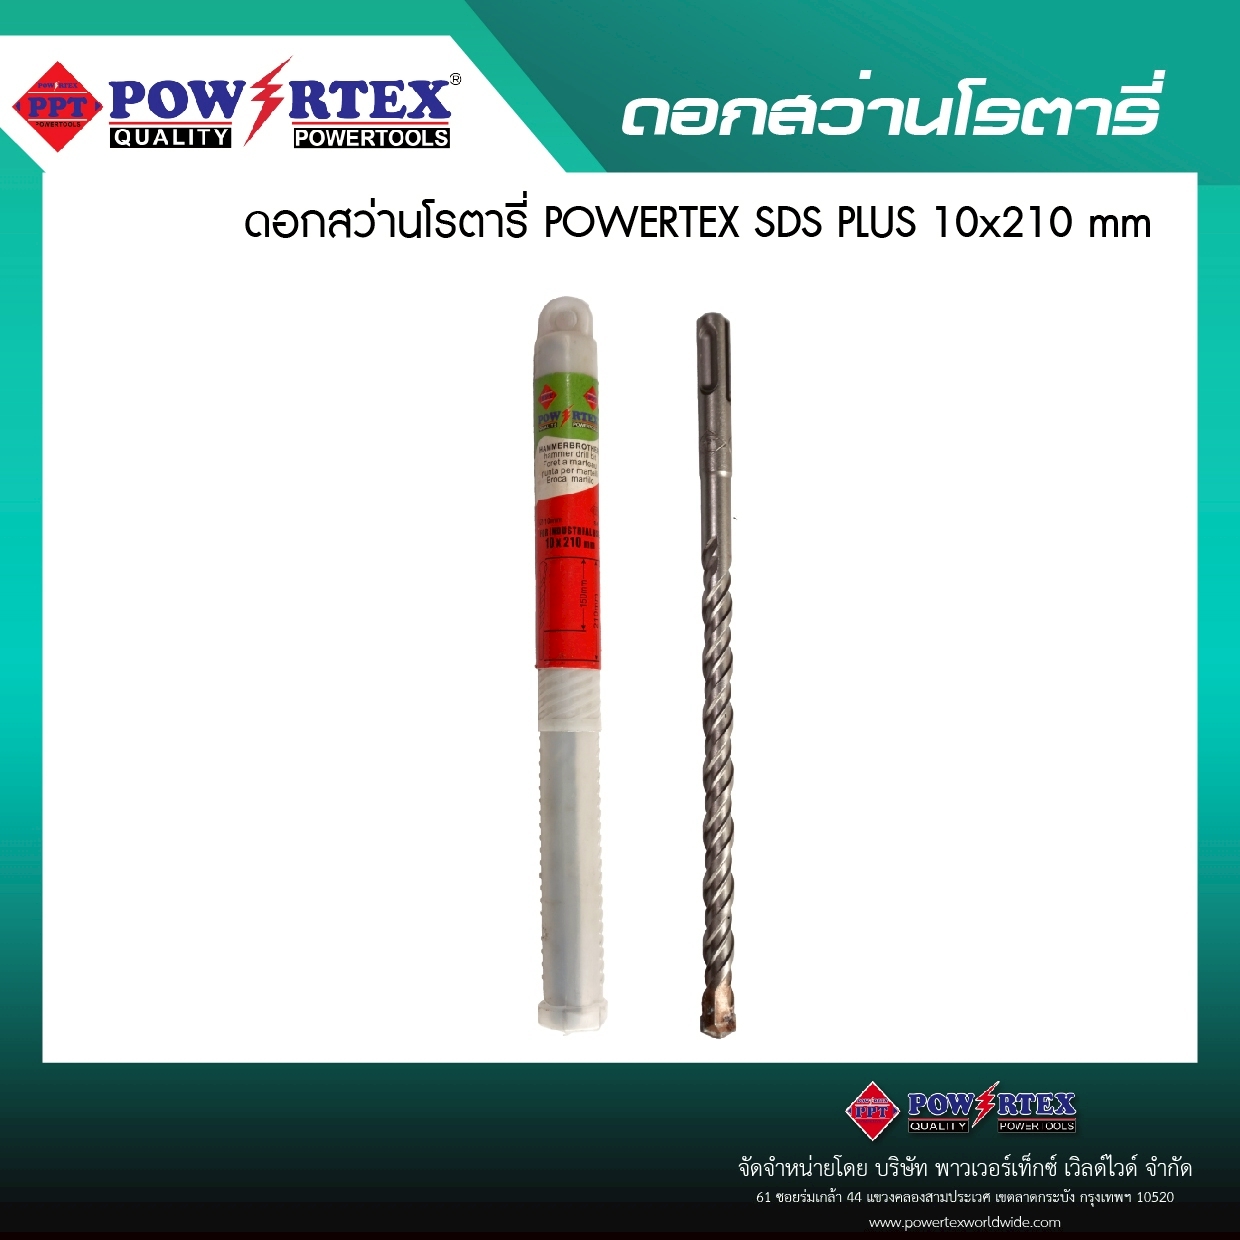 POWERTEX®
PPT
QUALITY POWERTOOLS
ดอกสว่านโรตารี่
ดอกสว่านโรตารี่ POWERTEX SDS PLUS 10x210 mm
POWERTEX
HAMMERBROTHE
hammer drill
10 x 210 mm
150mm
POWERTEX
PPT
QUALITY POWERTOOLS
จัดจำหน่ายโดย บริษัท พาวเวอร์เท็กซ์ เวิลด์ไวด์ จำกัด
61 ซอยร่มเกล้า 44 แขวงคลองสามประเวศ เขตลาดกระบัง กรุงเทพฯ 10520
www.powertexworldwide.com